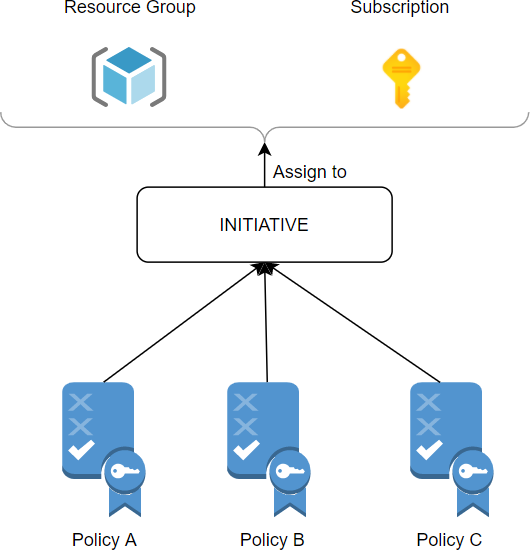 Resource Group
Subscription
Assign to
INITIATIVE
Policy A
Policy B
Policy C